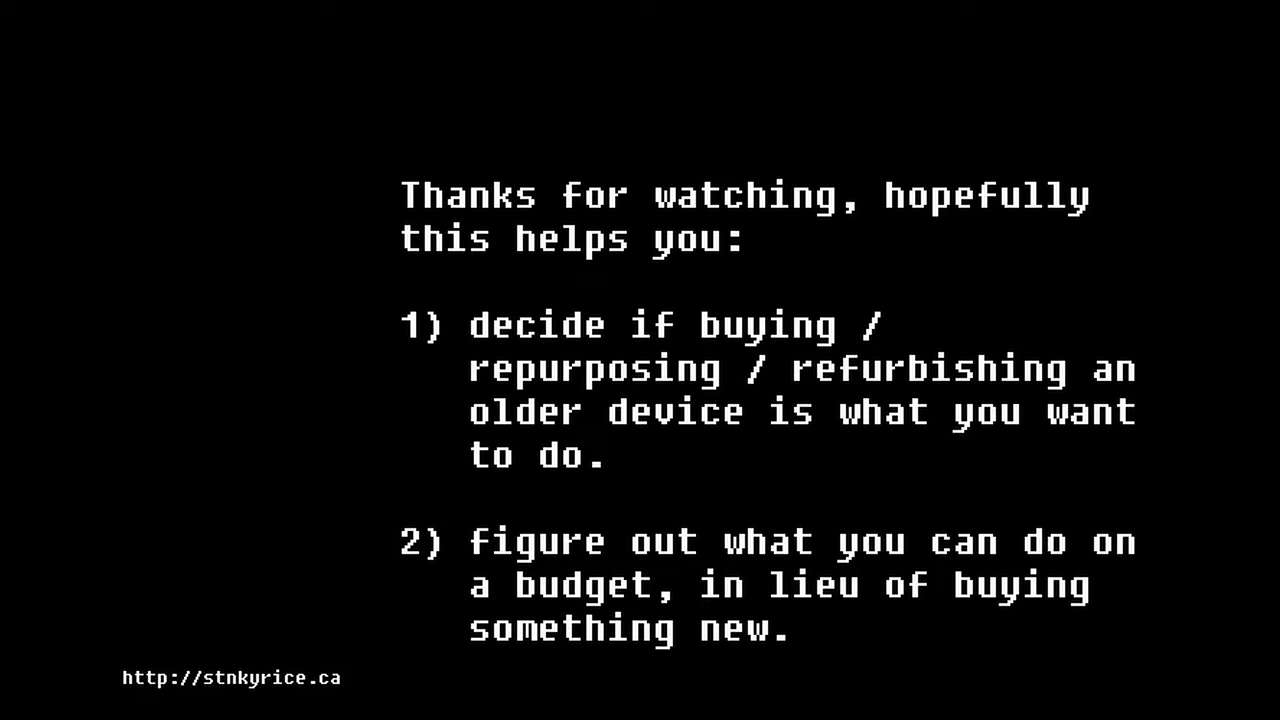 Thanks for watching, hopefully
this helps you:
1) decide if buying /
repurposing / refurbishing an
older device is what you want
to do.
2) figure out what you can do on
a budget, in lieu of buying
something new.
http://stnkyrice.ca